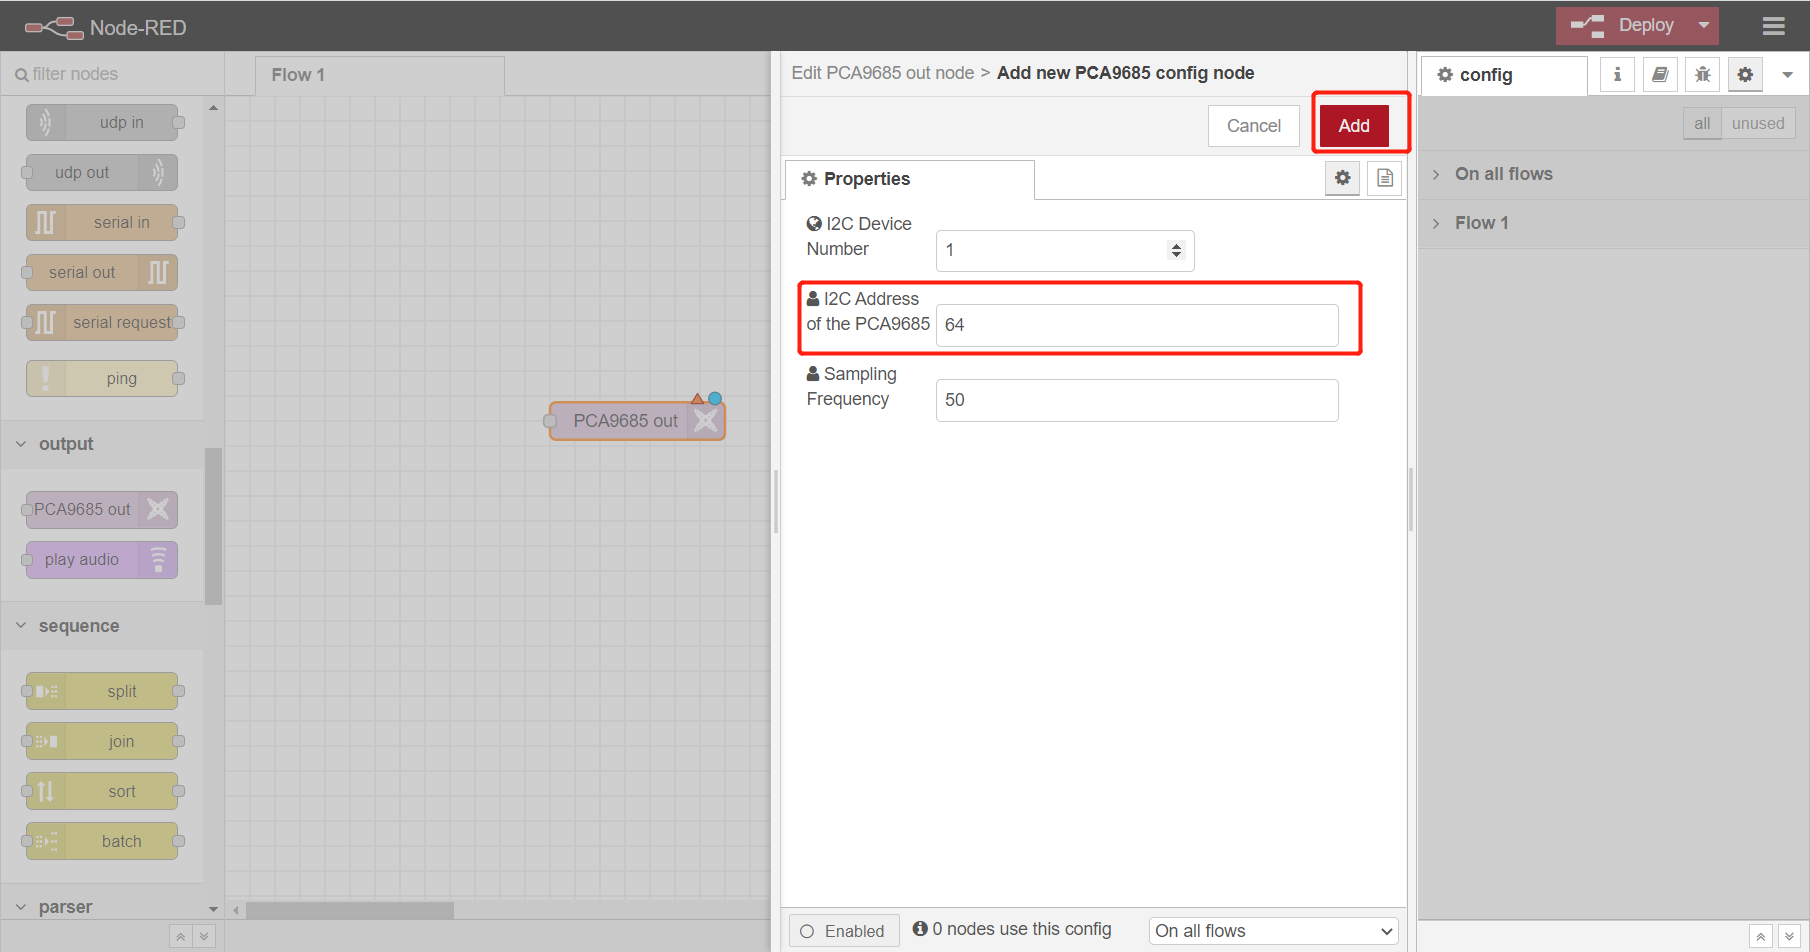 Node-RED
Deploy
filter nodes
Flow 1
udp in
udp out
serial in
serial out
serial request
ping
output
PCA9685 out
play audio
sequence
split
join
sort
batch
parser
PCA9685 out
Edit PCA9685 out node > Add new PCA9685 config node
Cancel
Add
Properties
I2C Device
Number
1
I2C Address
of the PCA9685
64
Sampling
Frequency
50
Enabled
0 nodes use this config
On all flows
config
all
unused
On all flows
Flow 1